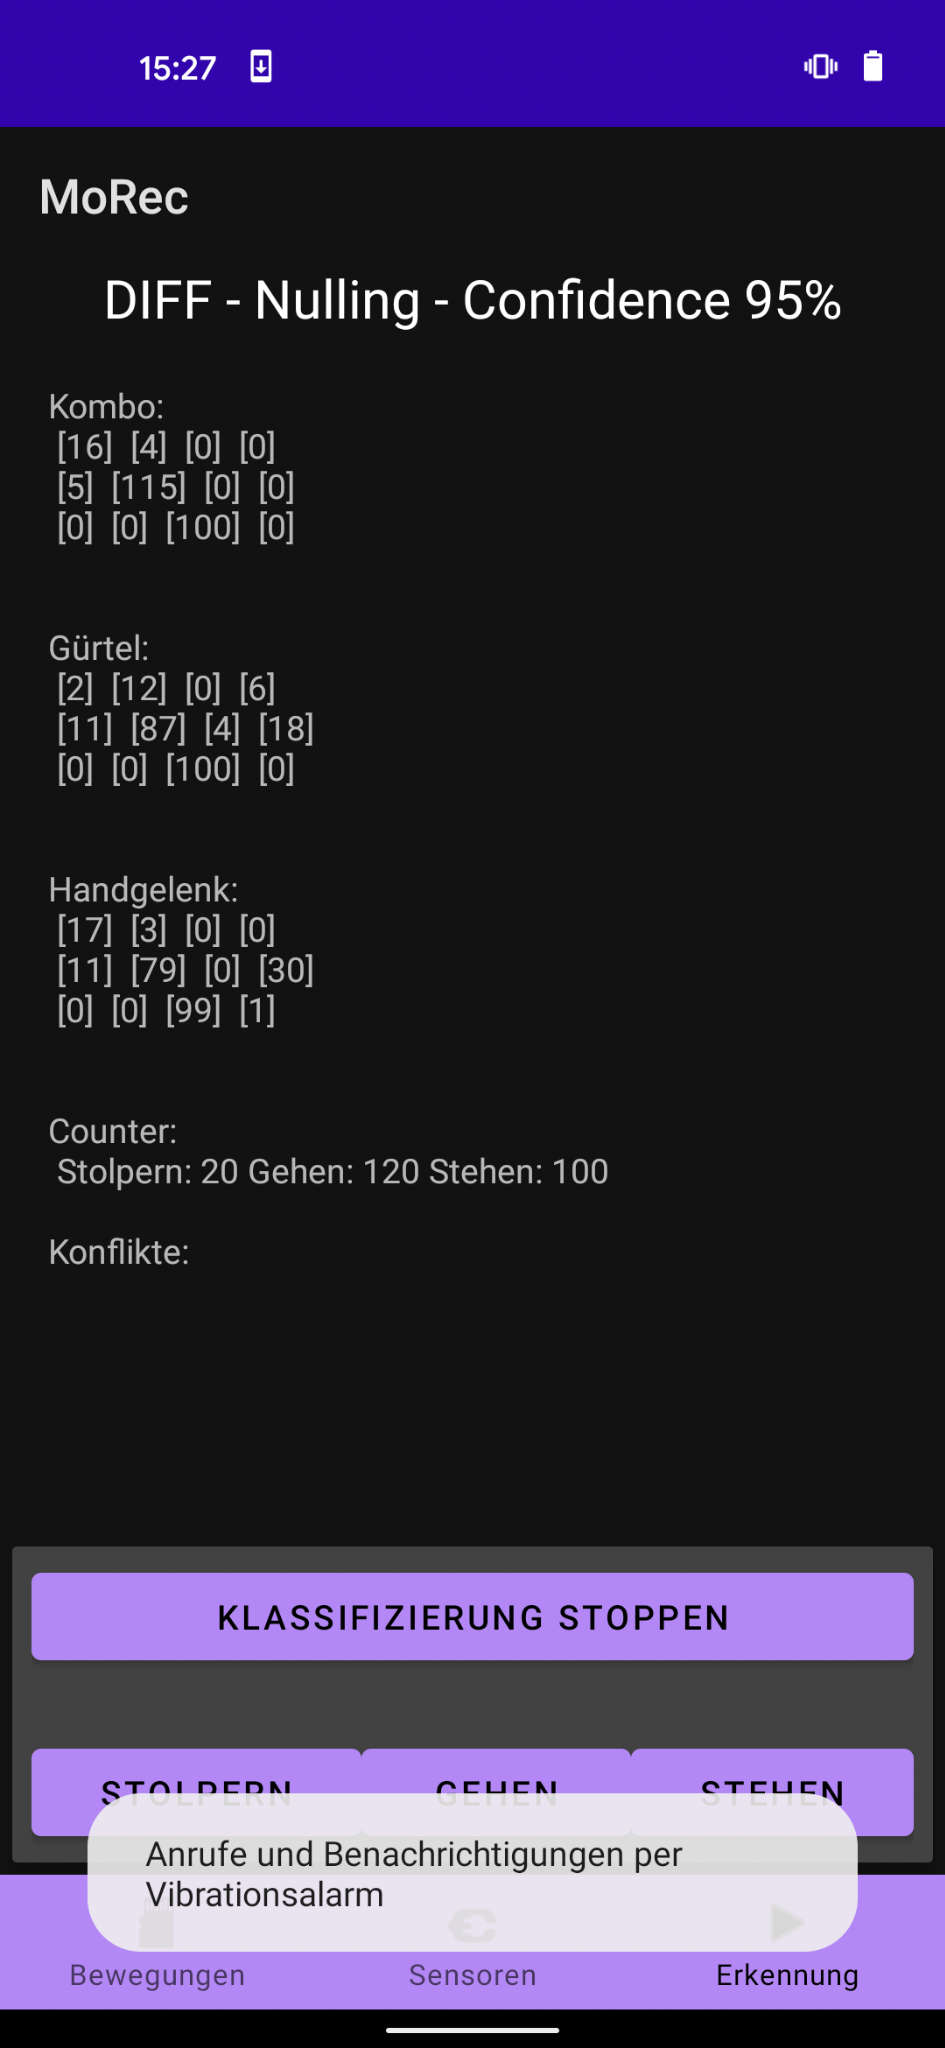 15:27
MoRec
DIFF - Nulling - Confidence 95%
Kombo:
[16] [4] [0] [0]
[5] [115] [0] [0]
[0] [0] [100] [0]
Gürtel:
[2] [12] [0] [6]
[11] [87] [4] [18]
[0] [0] [100] [0]
Handgelenk:
[17] [3] [0] [0]
[11] [79] [0] [30]
[0] [0] [99] [1]
Counter:
Stolpern: 20 Gehen: 120 Stehen: 100
Konflikte:
KLASSIFIZIERUNG STOPPEN
STOLPERN GEHEN STEHEN
Anrufe und Benachrichtigungen per
Vibrationsalarm
Bewegungen Sensoren Erkennung